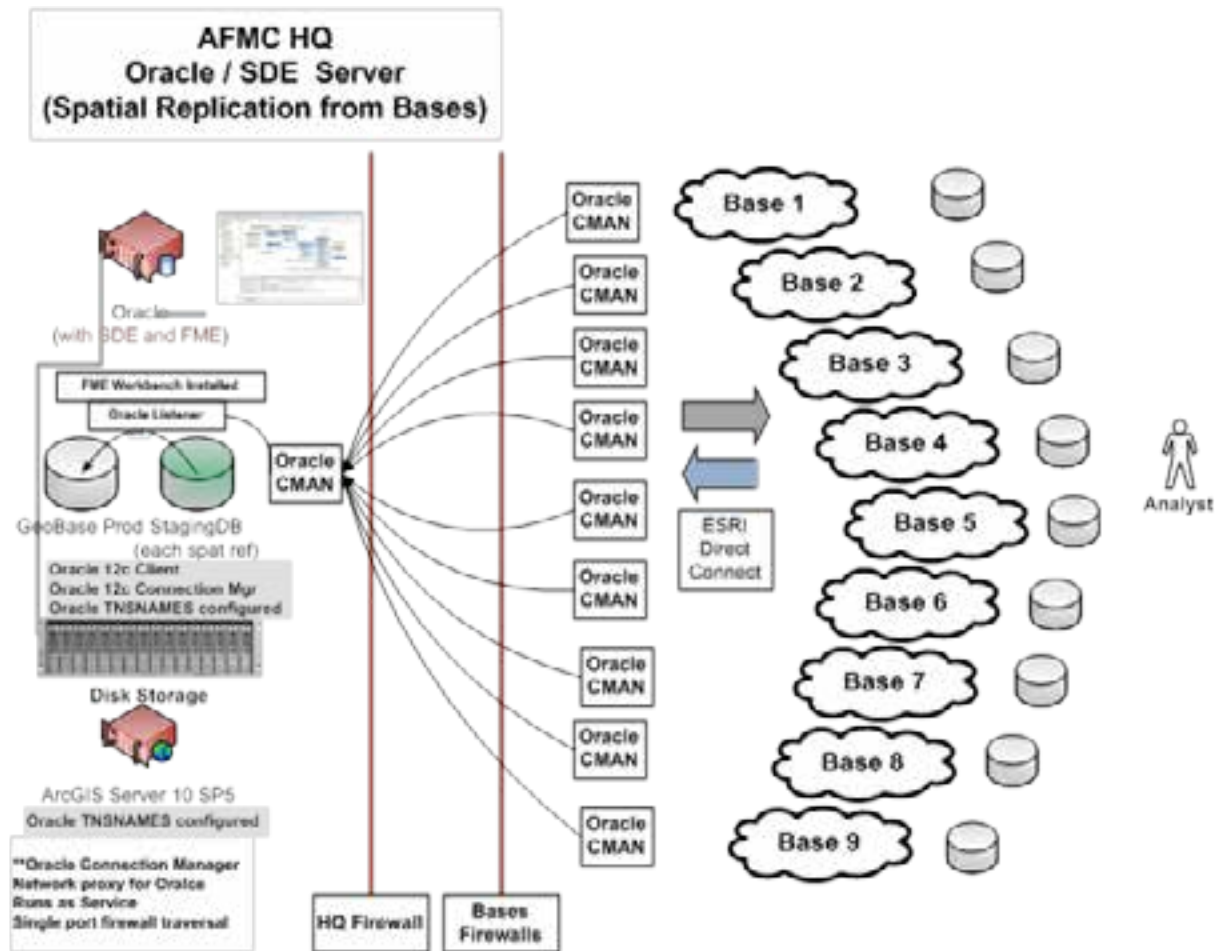 AFMC HQ
Oracle / SDE Server
(Spatial Replication from Bases)
Oracle
(with SDE and FME)
FME Workbench Installed
Oracle Listener
GeoBase Prod
StagingDB
(each spat ref)
Oracle
CMAN
Oracle 12c Client
Oracle 12c Connection Mgr
Oracle TNSNAMES configured
Disk Storage
ArcGIS Server 10 SP5
Oracle TNSNAMES configured
**Oracle Connection Manager
Network proxy for Oralce
Runs as Service
Single port firewall traversal
HQ Firewall
Bases
Firewalls
Oracle
CMAN
Oracle
CMAN
Oracle
CMAN
Oracle
CMAN
Oracle
CMAN
Oracle
CMAN
Oracle
CMAN
Oracle
CMAN
Oracle
CMAN
ESRI
Direct
Connect
Base 1
Base 2
Base 3
Base 4
Base 5
Base 6
Base 7
Base 8
Base 9
Analyst